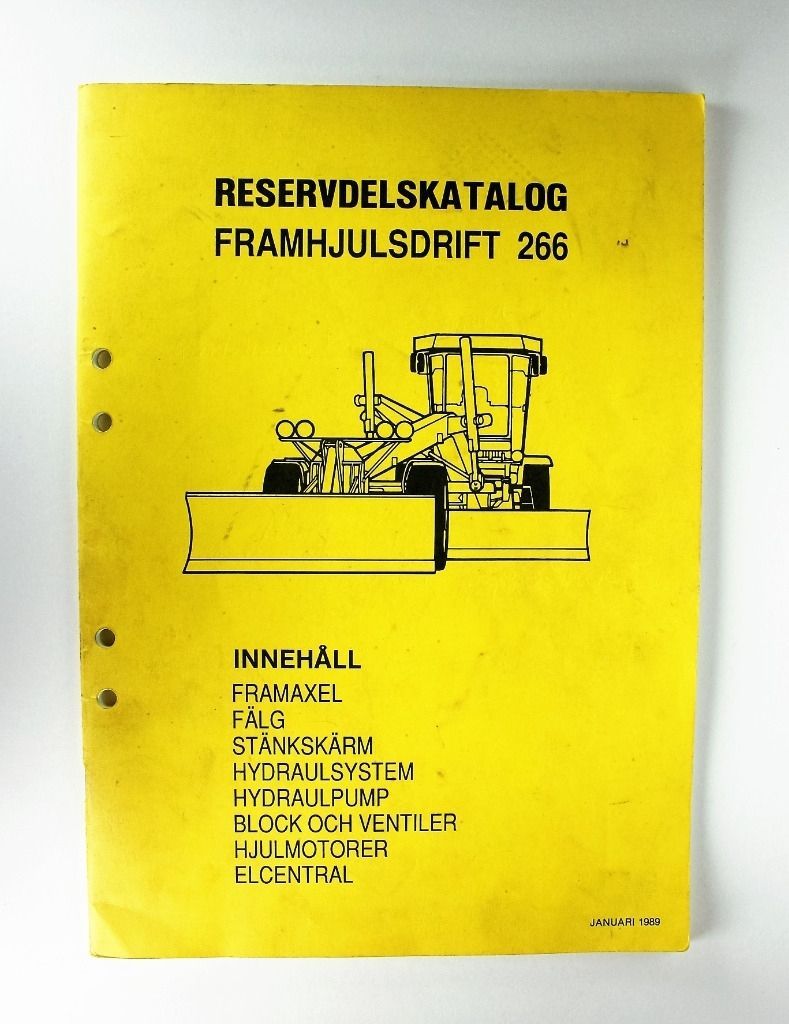 RESERVDELSKATALOG
FRAMHJULSDRIFT 266
INNEHÅLL
FRAMAXEL
FÄLG
STÄNKSKÄRM
HYDRAULSYSTEM
HYDRAULPUMP
BLOCK OCH VENTILER
HJULMOTORER
ELCENTRAL
JANUARI 1989